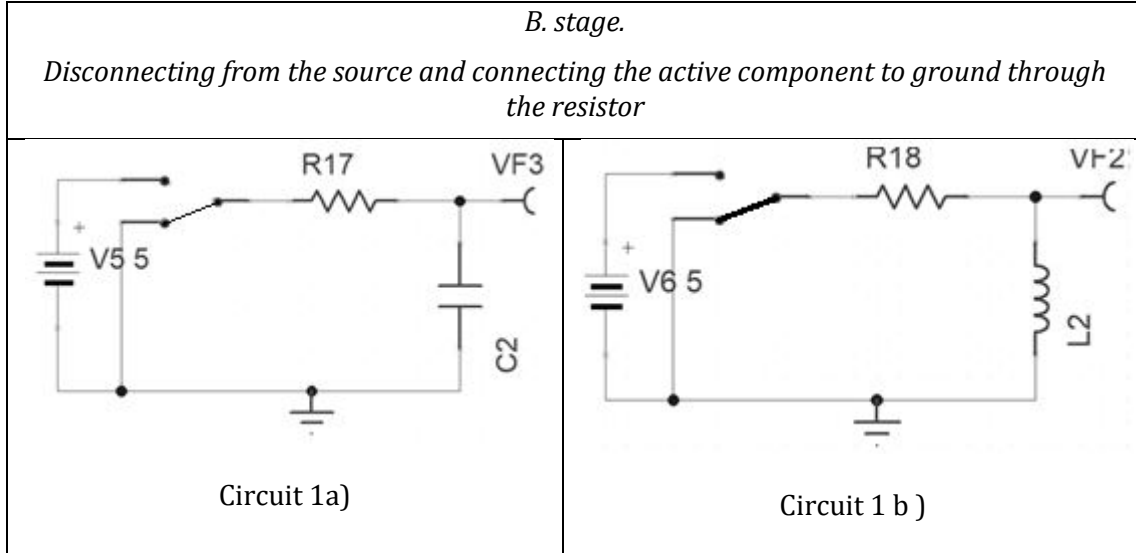 B. stage.
Disconnecting from the source and connecting the active component to ground through
the resistor
R17
VF3
+
V5 5
C2
Circuit 1a)
R18
VF2
+
V6 5
L2
Circuit 1 b )